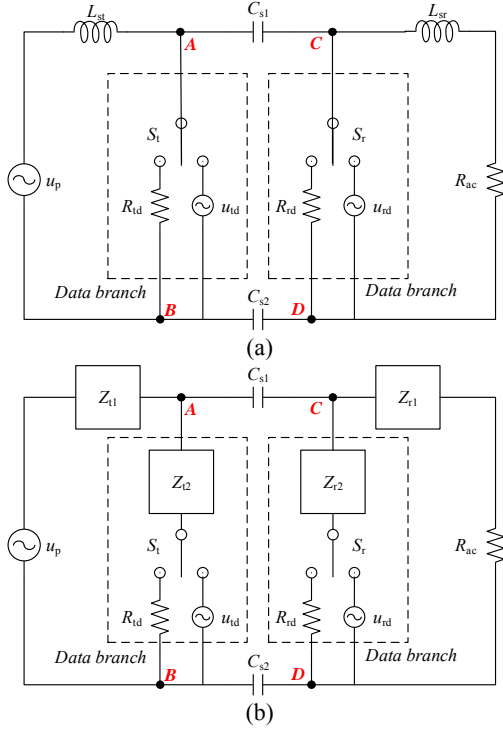 Lst
A
Cs1
C
Lsr
St
Sr
up
Rtd
utd
Rrd
urd
Rac
Data branch
B
Cs2
D
Data branch
(a)
Zt1
A
Cs1
C
Zr1
Zt2
Zr2
up
St
Sr
Rac
Rtd
utd
Rrd
urd
Data branch
B
Cs2
D
Data branch
(b)